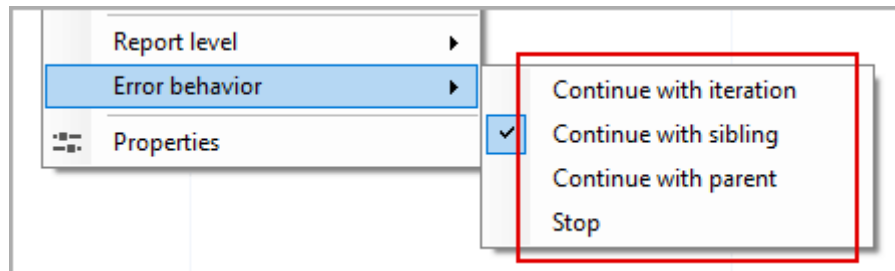 Report level
Error behavior
Properties
Continue with iteration
Continue with sibling
Continue with parent
Stop